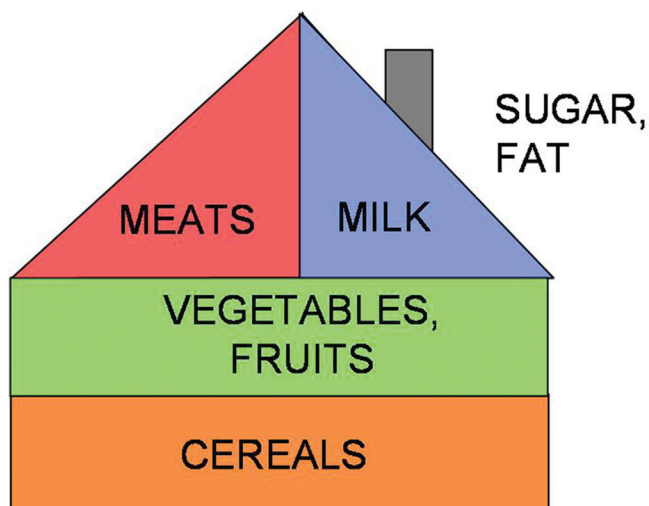 SUGAR,
FAT
MEATS
MILK
VEGETABLES,
FRUITS
CEREALS